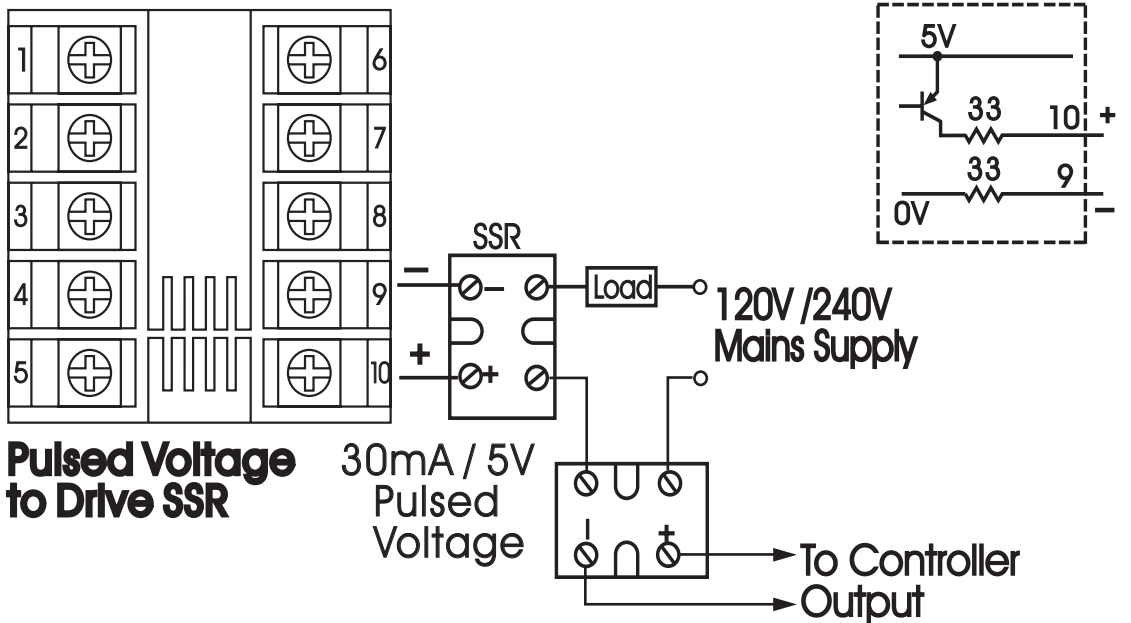 1
2
3
4
5
6
7
8
9
10
5V
33
10
+
33
9
0V
−
SSR
−
−
Load
+
+
120V /240V
Mains Supply
Pulsed Voltage
to Drive SSR
30mA / 5V
Pulsed
Voltage
−
+
To Controller
Output